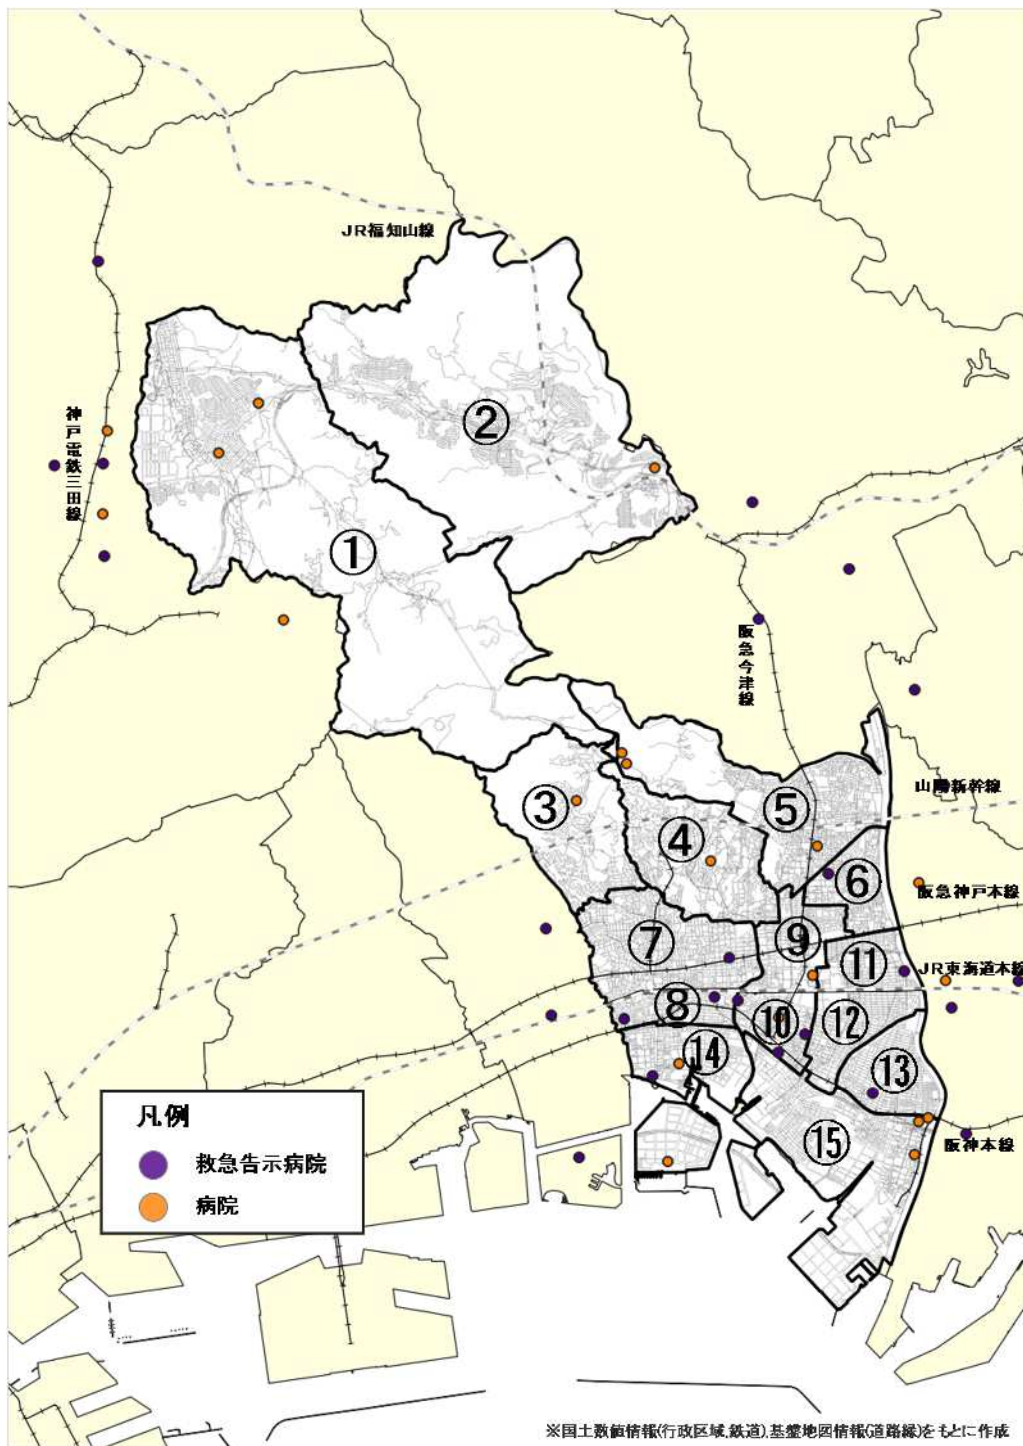 JR福知山線
②
神戸電鉄三田線
①
阪急今津線
山陽新幹線
③
⑤
④
⑥
阪急神戸本線
⑦
⑨
⑪
JR東海道本線
⑧
⑩
⑫
⑭
⑬
⑮
阪神本線
凡例
救急告示病院
病院
※国土数値情報(行政区域,鉄道),基盤地図情報(道路縁)をもとに作成